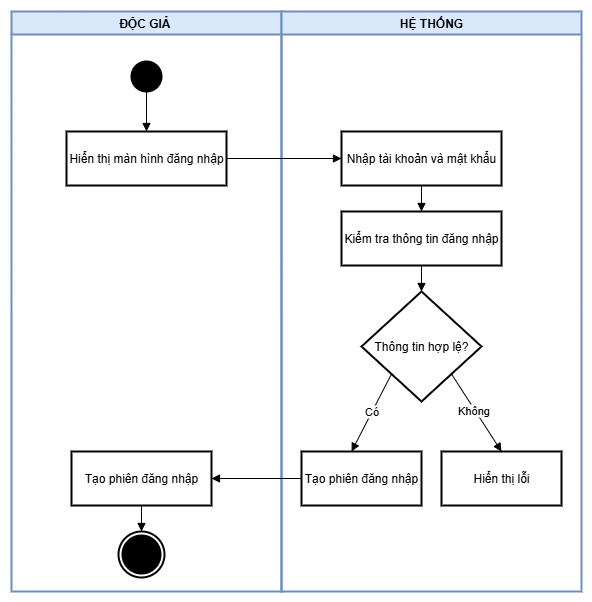 ĐỘC GIẢ
HỆ THỐNG
Hiển thị màn hình đăng nhập
Nhập tài khoản và mật khẩu
Kiểm tra thông tin đăng nhập
Thông tin hợp lệ?
Có
Không
Tạo phiên đăng nhập
Tạo phiên đăng nhập
Hiển thị lỗi